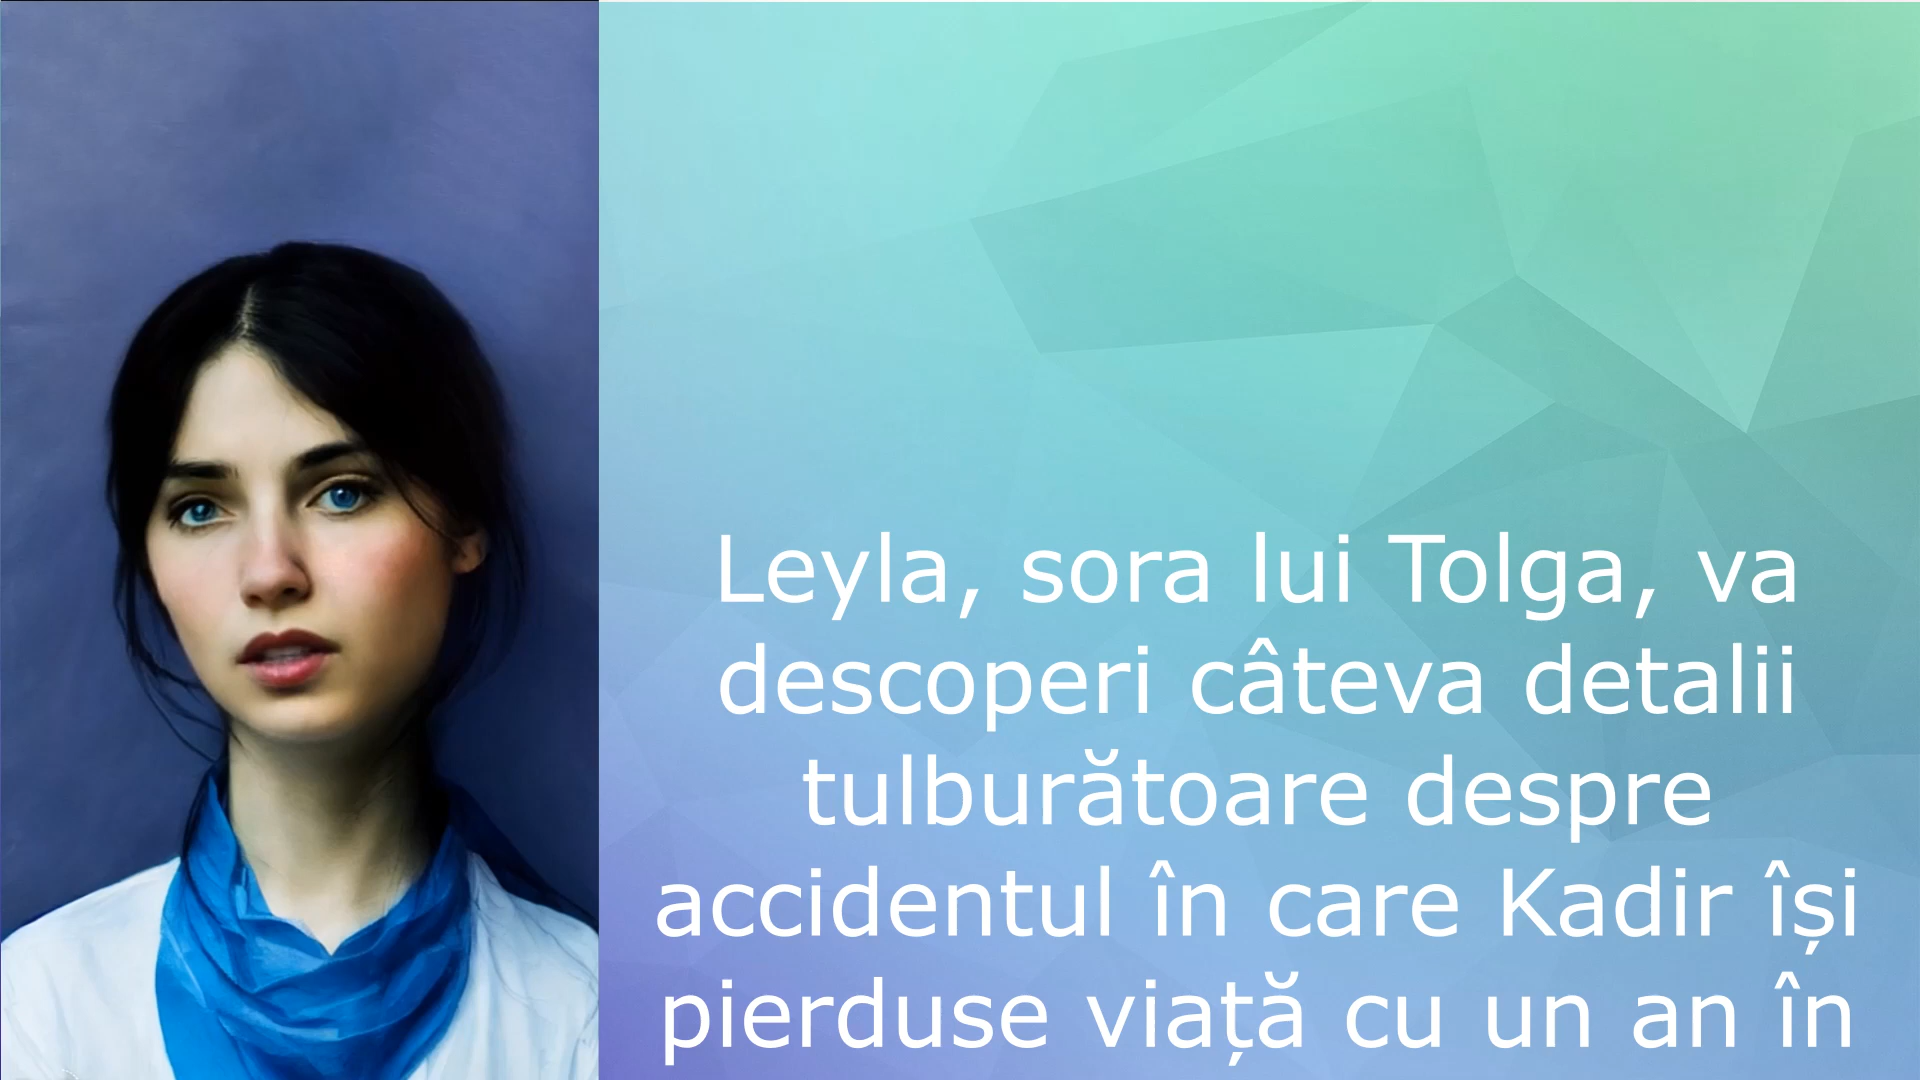 Leyla, sora lui Tolga, va
descoperi câteva detalii
tulburătoare despre
accidentul în care Kadir își
pierduse viață cu un an în